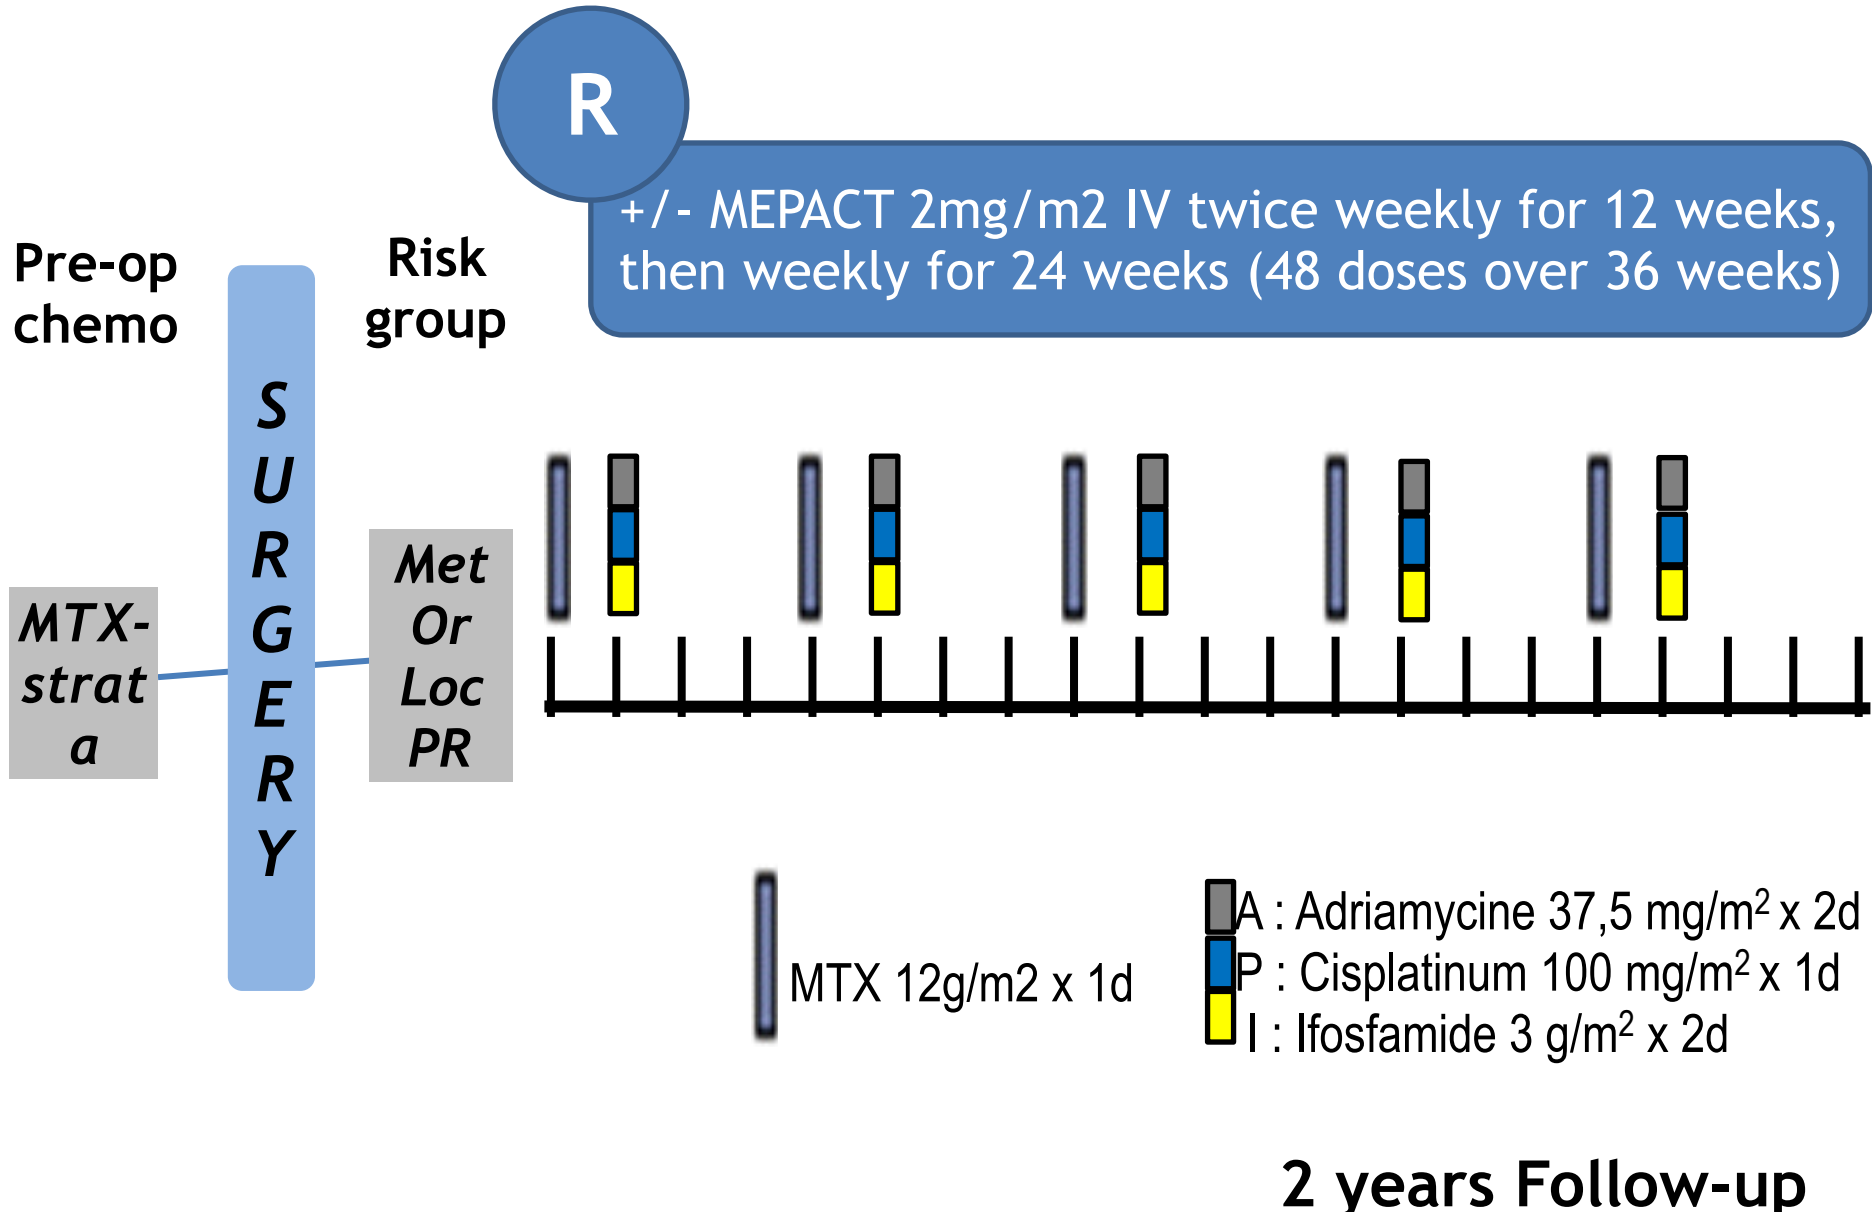 R
+/- MEPACT 2mg/m2 IV twice weekly for 12 weeks,
then weekly for 24 weeks (48 doses over 36 weeks)
Pre-op
chemo
Risk
group
MTX-
strat
a
S
U
R
G
E
R
Y
Met
Or
Loc
PR
MTX 12g/m2 x 1d
A : Adriamycine 37,5 mg/m² x 2d
P : Cisplatinum 100 mg/m² x 1d
I : Ifosfamide 3 g/m² x 2d
2 years Follow-up